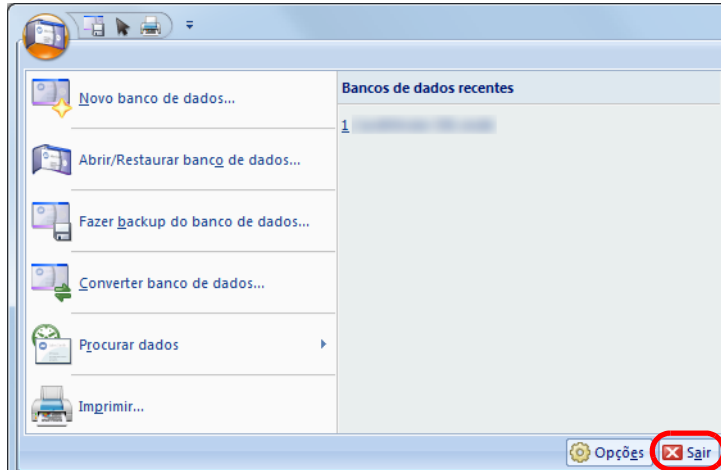 Novo banco de dados...
Abrir/Restaurar banco de dados...
Fazer backup do banco de dados...
Converter banco de dados...
Procurar dados
Imprimir...
Bancos de dados recentes
1
Opções
Sair